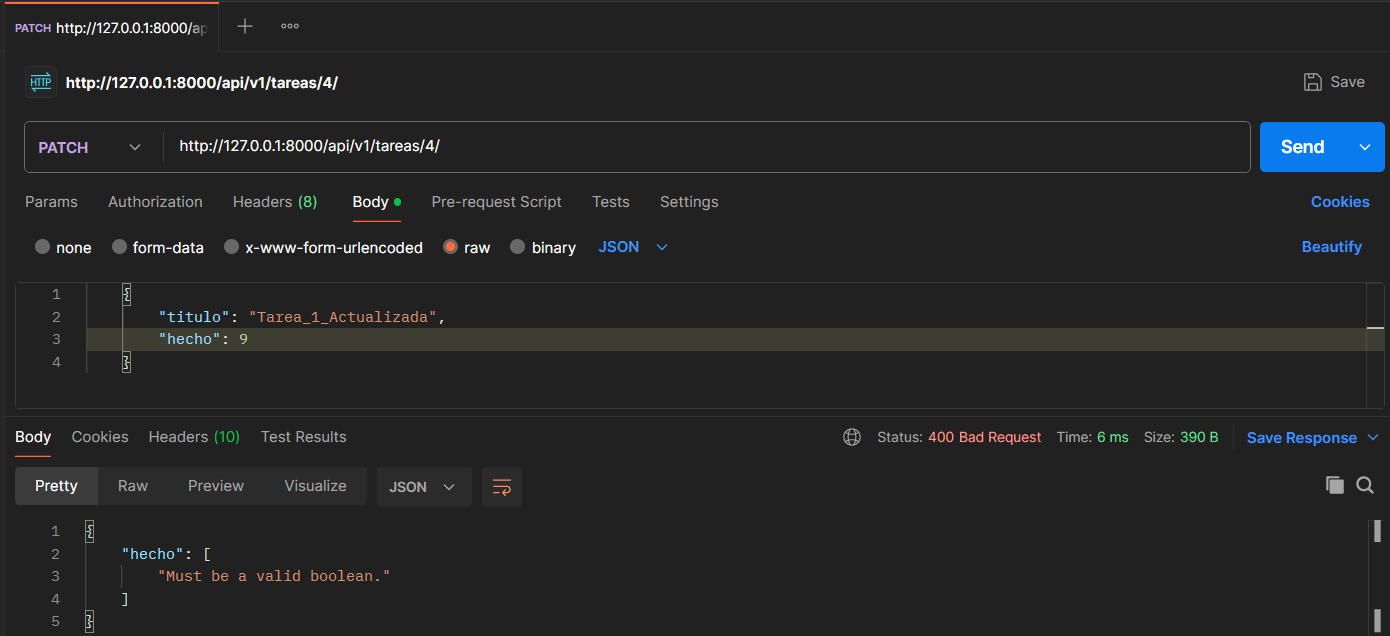 PATCH http://127.0.0.1:8000/ap
HTTP http://127.0.0.1:8000/api/v1/tareas/4/ Save
PATCH http://127.0.0.1:8000/api/v1/tareas/4/ Send
Params Authorization Headers (8) Body Pre-request Script Tests Settings Cookies
none form-data x-www-form-urlencoded raw binary JSON Beautify
1 {
2 "titulo": "Tarea_1_Actualizada",
3 "hecho": 9
4 }
Body Cookies Headers (10) Test Results Status: 400 Bad Request Time: 6 ms Size: 390 B Save Response
Pretty Raw Preview Visualize JSON
1 {
2 "hecho": [
3 "Must be a valid boolean."
4 ]
5 }